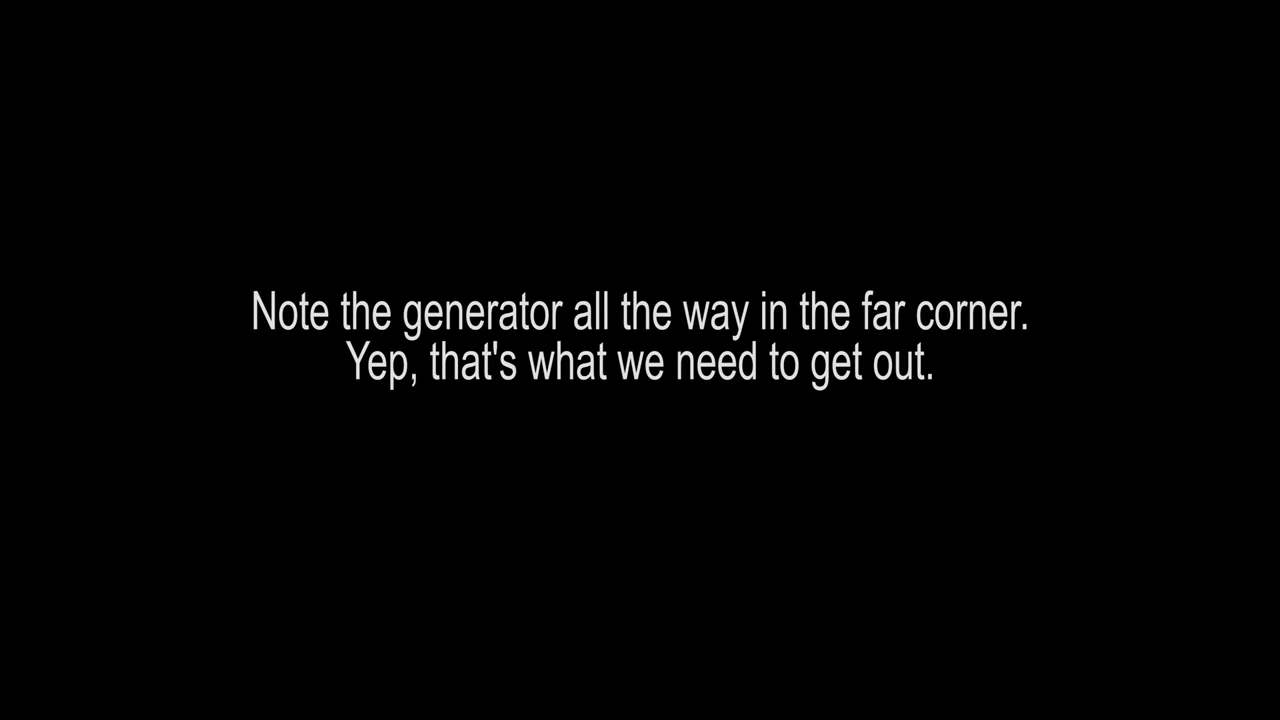 Note the generator all the way in the far corner.
Yep, that's what we need to get out.